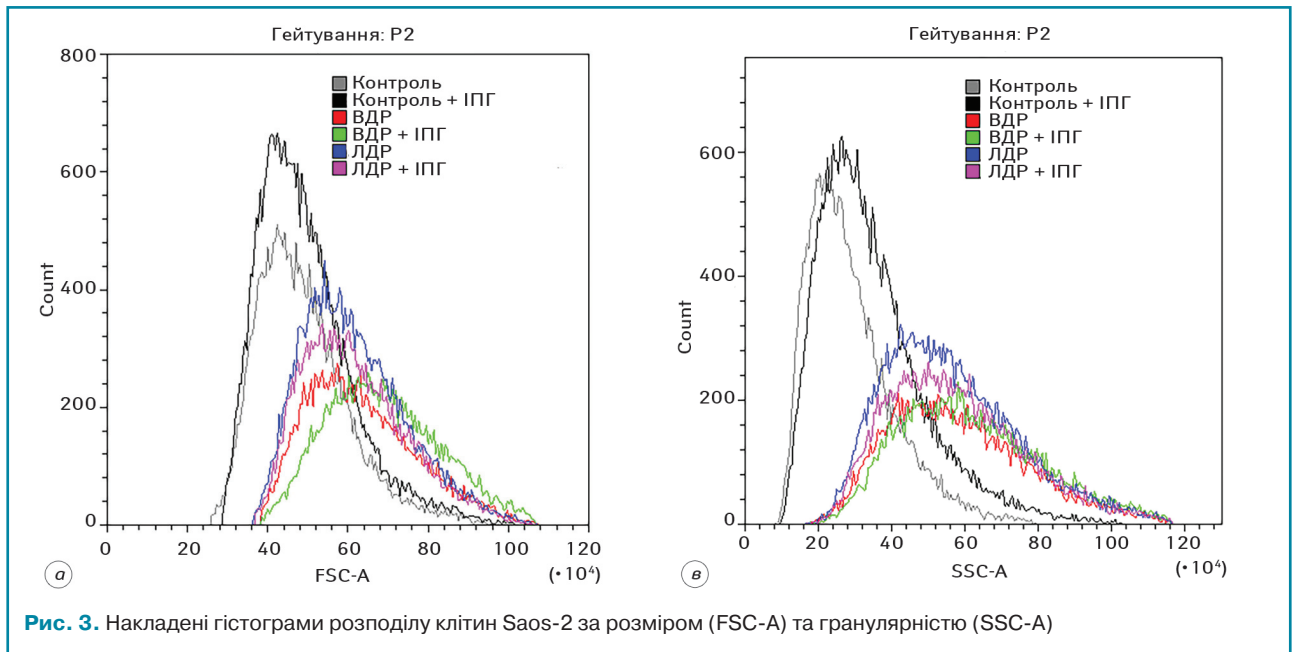 Гейтування: P2
800
600
400
200
0
Count
Контроль
Контроль + ІПГ
ВДР
ВДР + ІПГ
ЛДР
ЛДР + ІПГ
0 20 40 60 80 100 120
а FSC-A (•10⁴)
Гейтування: P2
600
400
200
0
Count
Контроль
Контроль + ІПГ
ВДР
ВДР + ІПГ
ЛДР
ЛДР + ІПГ
0 20 40 60 80 100 120
в SSC-A (•10⁴)
Рис. 3. Накладені гістограми розподілу клітин Saos-2 за розміром (FSC-A) та гранулярністю (SSC-A)